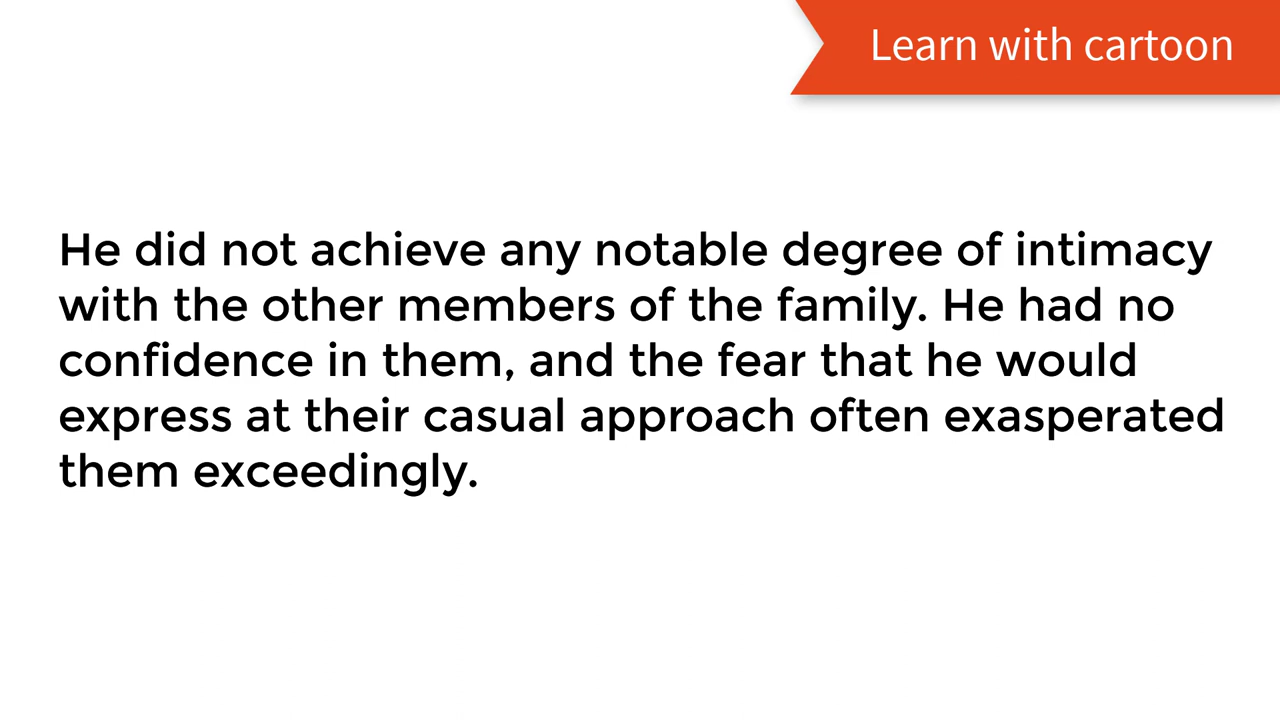 Learn with cartoon
He did not achieve any notable degree of intimacy
with the other members of the family. He had no
confidence in them, and the fear that he would
express at their casual approach often exasperated
them exceedingly.